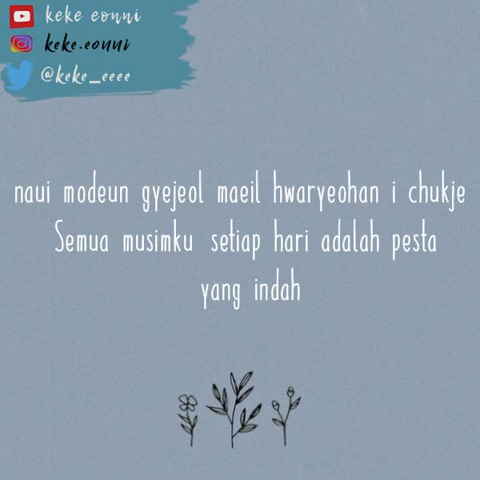 keke eonni
keke.eonni
@keke_eeee
naui modeun gyejeol maeil hwaryeohan i chukje
Semua musimku setiap hari adalah pesta
yang indah